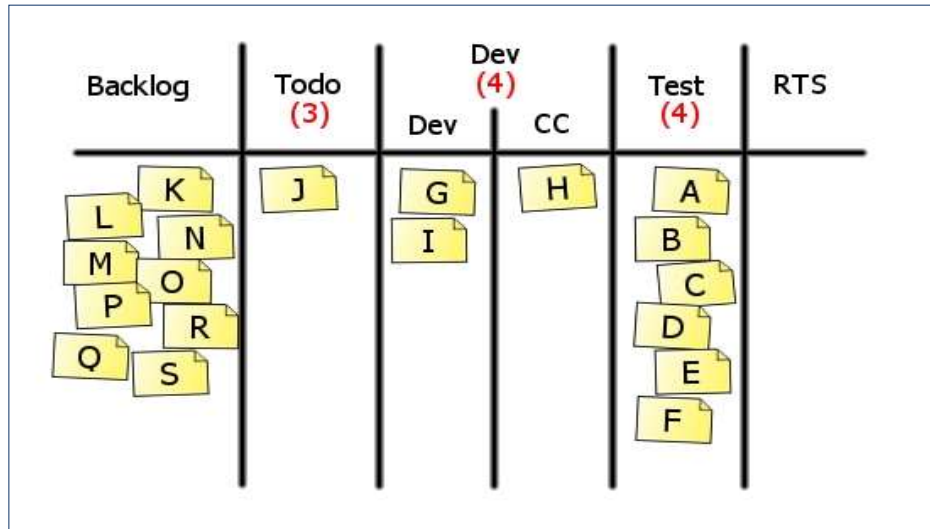 Backlog
Todo
(3)
Dev
(4)
Dev
CC
Test
(4)
RTS
K
L
N
M
O
P
R
Q
S
J
G
I
H
A
B
C
D
E
F